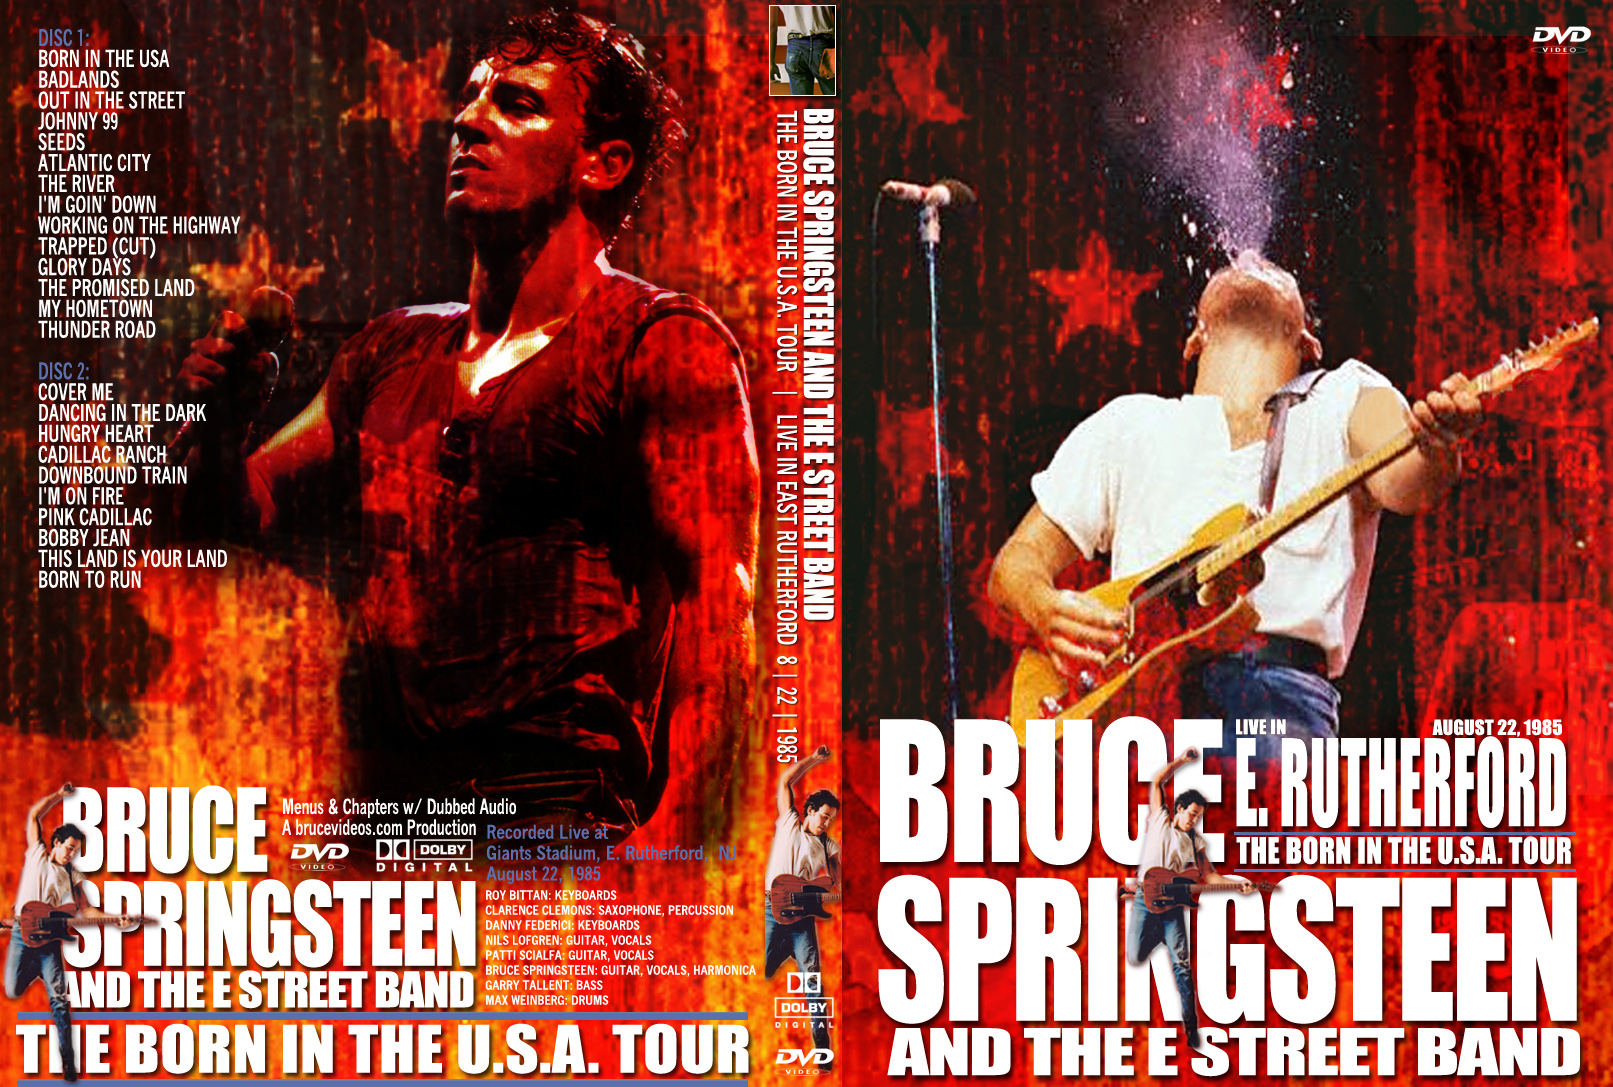 DISC 1:
BORN IN THE USA
BADLANDS
OUT IN THE STREET
JOHNNY 99
SEEDS
ATLANTIC CITY
THE RIVER
I'M GOIN' DOWN
WORKING ON THE HIGHWAY
TRAPPED (CUT)
GLORY DAYS
THE PROMISED LAND
MY HOMETOWN
THUNDER ROAD
DISC 2:
COVER ME
DANCING IN THE DARK
HUNGRY HEART
CADILLAC RANCH
DOWNBOUND TRAIN
I'M ON FIRE
PINK CADILLAC
BOBBY JEAN
THIS LAND IS YOUR LAND
BORN TO RUN
BRUCE
SPRINGSTEEN
AND THE E STREET BAND
THE BORN IN THE U.S.A. TOUR
Menus & Chapters w/ Dubbed Audio
A brucevideos.com Production
DVD
VIDEO
DOLBY
DIGITAL
Recorded Live at
Giants Stadium, E. Rutherford, NJ
August 22, 1985
ROY BITTAN: KEYBOARDS
CLARENCE CLEMONS: SAXOPHONE, PERCUSSION
DANNY FEDERICI: KEYBOARDS
NILS LOFGREN: GUITAR, VOCALS
PATTI SCIALFA: GUITAR, VOCALS
BRUCE SPRINGSTEEN: GUITAR, VOCALS, HARMONICA
GARRY TALLENT: BASS
MAX WEINBERG: DRUMS
BRUCE SPRINGSTEEN AND THE E STREET BAND
THE BORN IN THE U.S.A. TOUR | LIVE IN EAST RUTHERFORD 8 | 22 | 1985
DOLBY
DIGITAL
DVD
VIDEO
DVD
VIDEO
BRUCE
LIVE IN
AUGUST 22, 1985
E. RUTHERFORD
THE BORN IN THE U.S.A. TOUR
SPRINGSTEEN
AND THE E STREET BAND